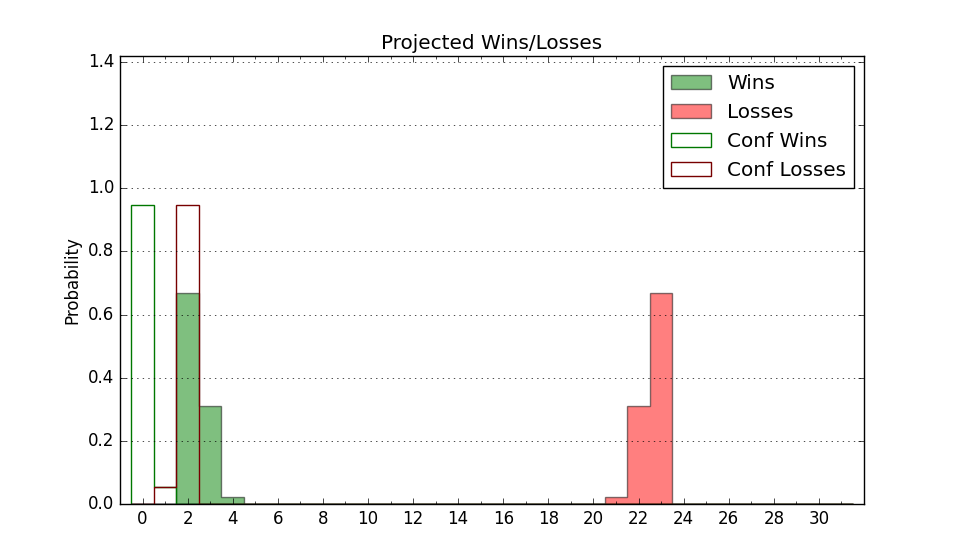 Projected Wins/Losses
1.4
1.2
1.0
0.8
0.6
0.4
0.2
0.0
Probability
Wins
Losses
Conf Wins
Conf Losses
0 2 4 6 8 10 12 14 16 18 20 22 24 26 28 30